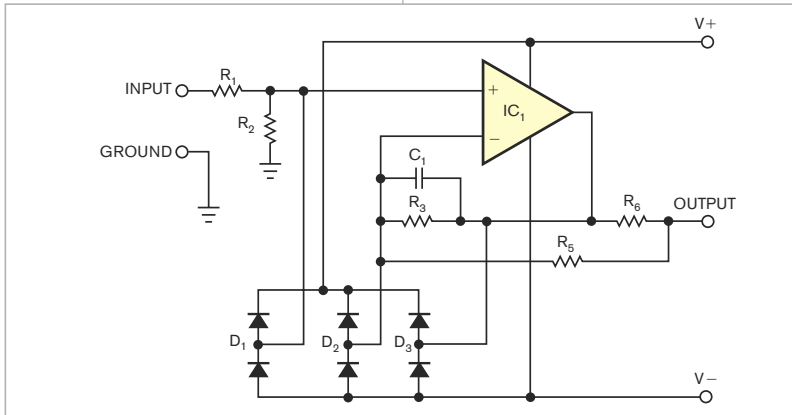 V+
INPUT
R1
+
IC1
R2
−
GROUND
C1
R3
R6
OUTPUT
R5
D1
D2
D3
V−